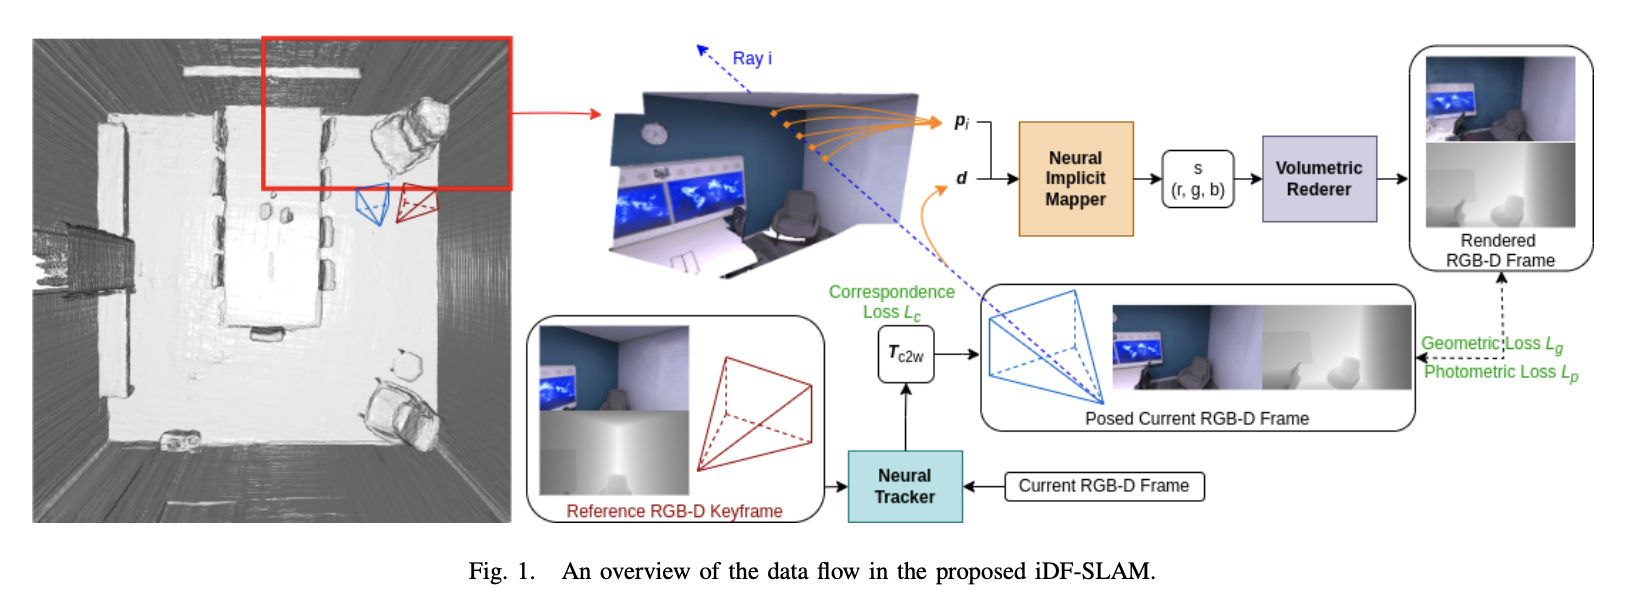 Ray i
p_i
d
Neural
Implicit
Mapper
s
(r, g, b)
Volumetric
Rederer
Rendered
RGB-D Frame
Correspondence
Loss L_c
T_c2w
Geometric Loss L_g
Photometric Loss L_p
Posed Current RGB-D Frame
Neural
Tracker
Current RGB-D Frame
Reference RGB-D Keyframe
Fig. 1. An overview of the data flow in the proposed iDF-SLAM.